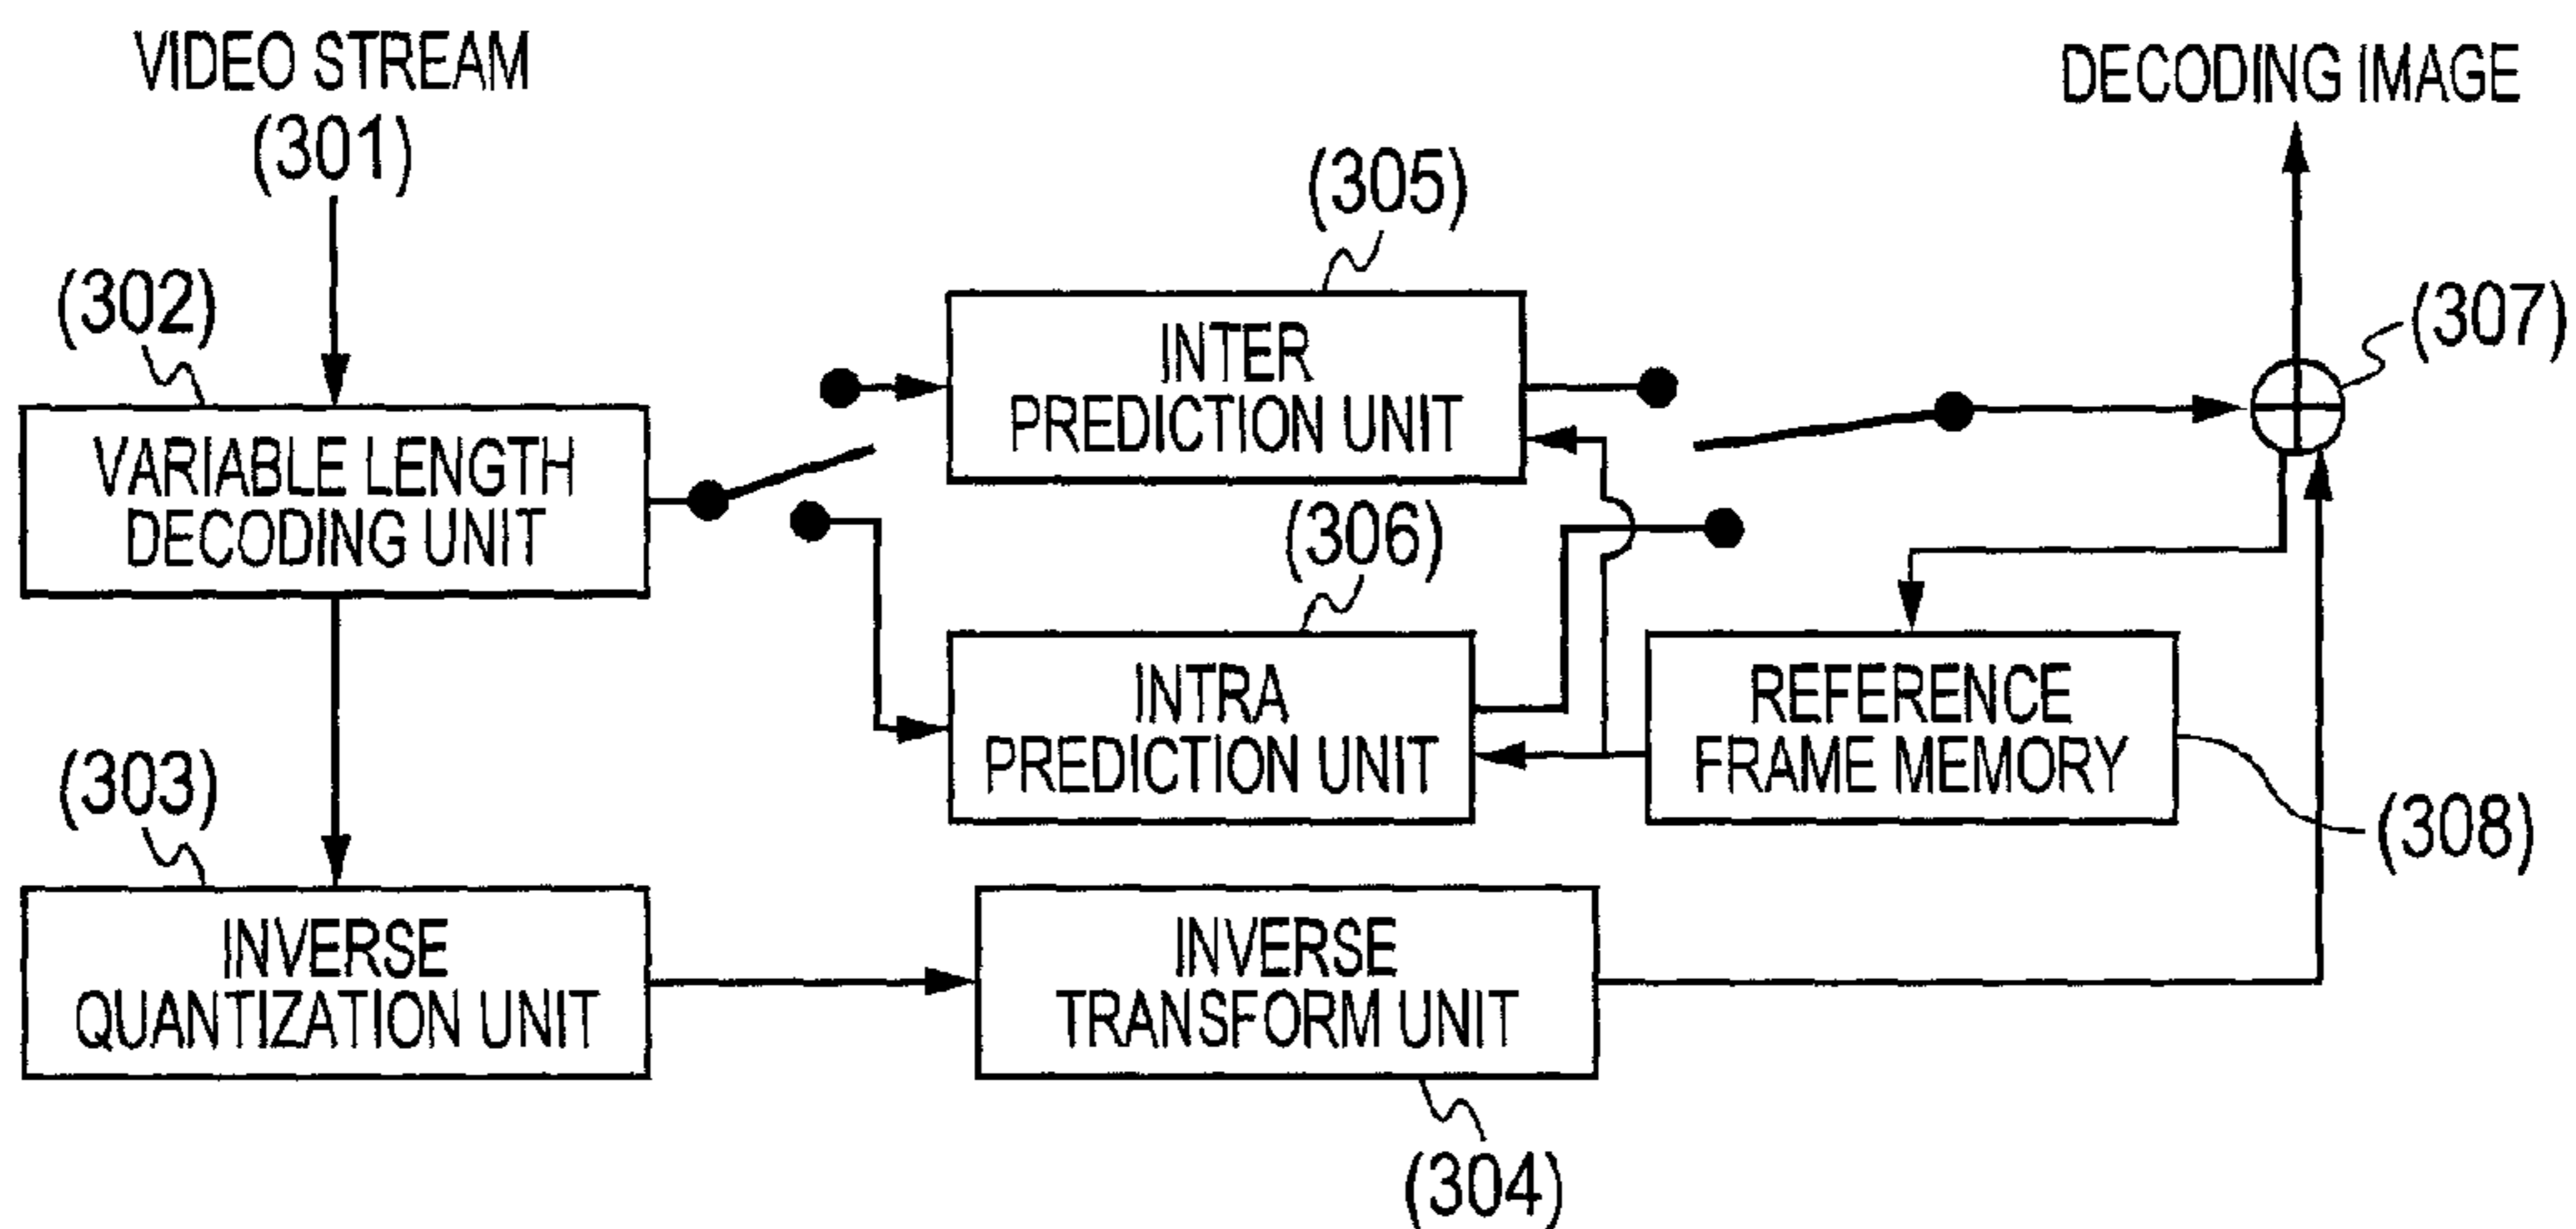 VIDEO STREAM
(301)
DECODING IMAGE
(305)
(302)
(307)
INTER
PREDICTION UNIT
VARIABLE LENGTH
DECODING UNIT
(306)
INTRA
PREDICTION UNIT
REFERENCE
FRAME MEMORY
(303)
(308)
INVERSE
QUANTIZATION UNIT
INVERSE
TRANSFORM UNIT
(304)